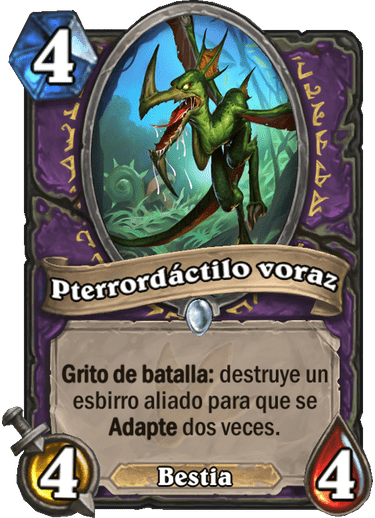 4
Pterrordáctilo voraz
Grito de batalla: destruye un
esbirro aliado para que se
Adapte dos veces.
4
Bestia
4